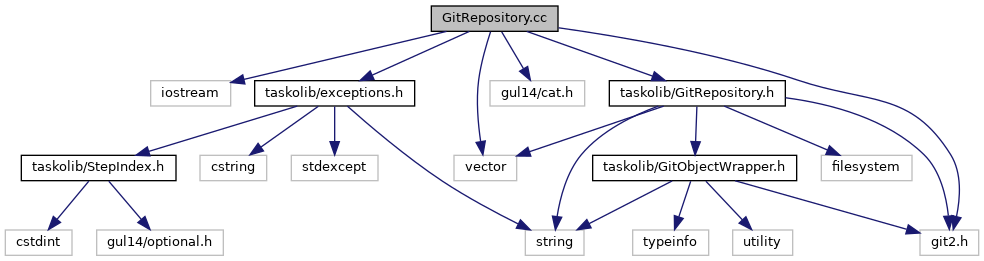 GitRepository.cc
iostream
taskolib/exceptions.h
gul14/cat.h
taskolib/GitRepository.h
taskolib/StepIndex.h
cstring
stdexcept
vector
taskolib/GitObjectWrapper.h
filesystem
cstdint
gul14/optional.h
string
typeinfo
utility
git2.h